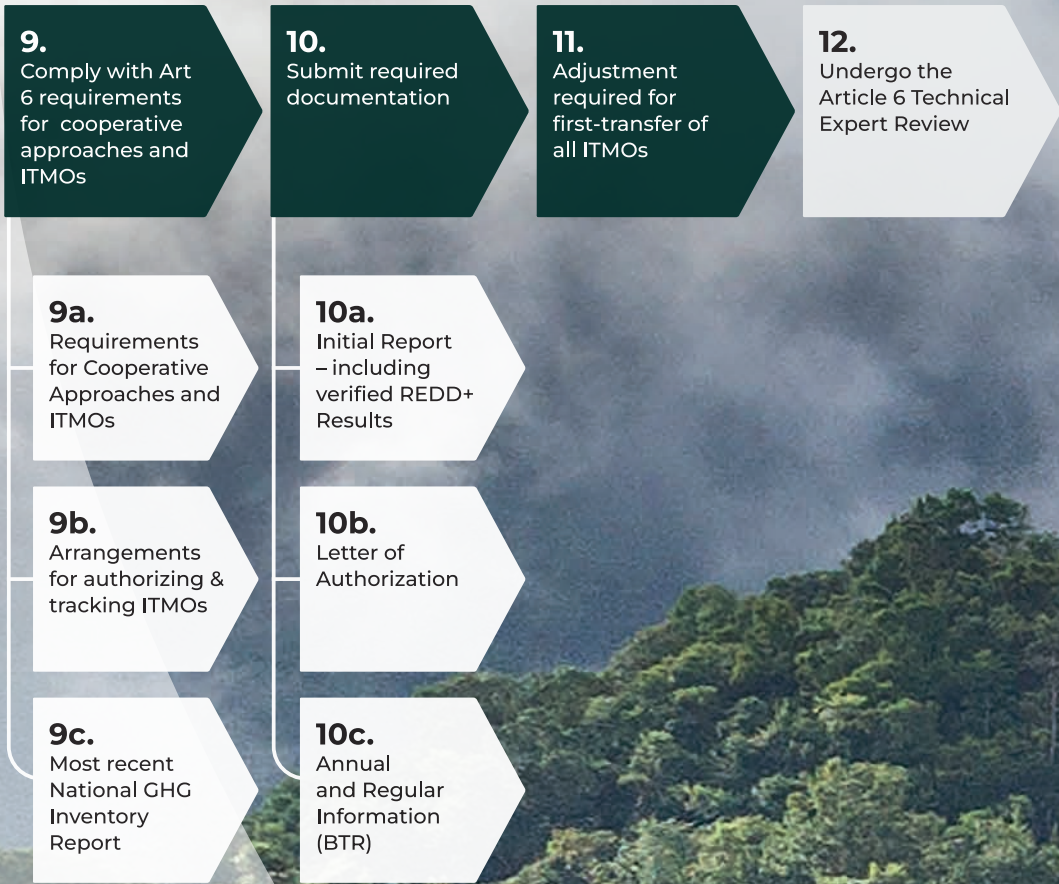 9.
Comply with Art
6 requirements
for cooperative
approaches and
ITMOs
10.
Submit required
documentation
11.
Adjustment
required for
first-transfer of
all ITMOs
12.
Undergo the
Article 6 Technical
Expert Review
9a.
Requirements
for Cooperative
Approaches and
ITMOs
9b.
Arrangements
for authorizing &
tracking ITMOs
9c.
Most recent
National GHG
Inventory
Report
10a.
Initial Report
– including
verified REDD+
Results
10b.
Letter of
Authorization
10c.
Annual
and Regular
Information
(BTR)